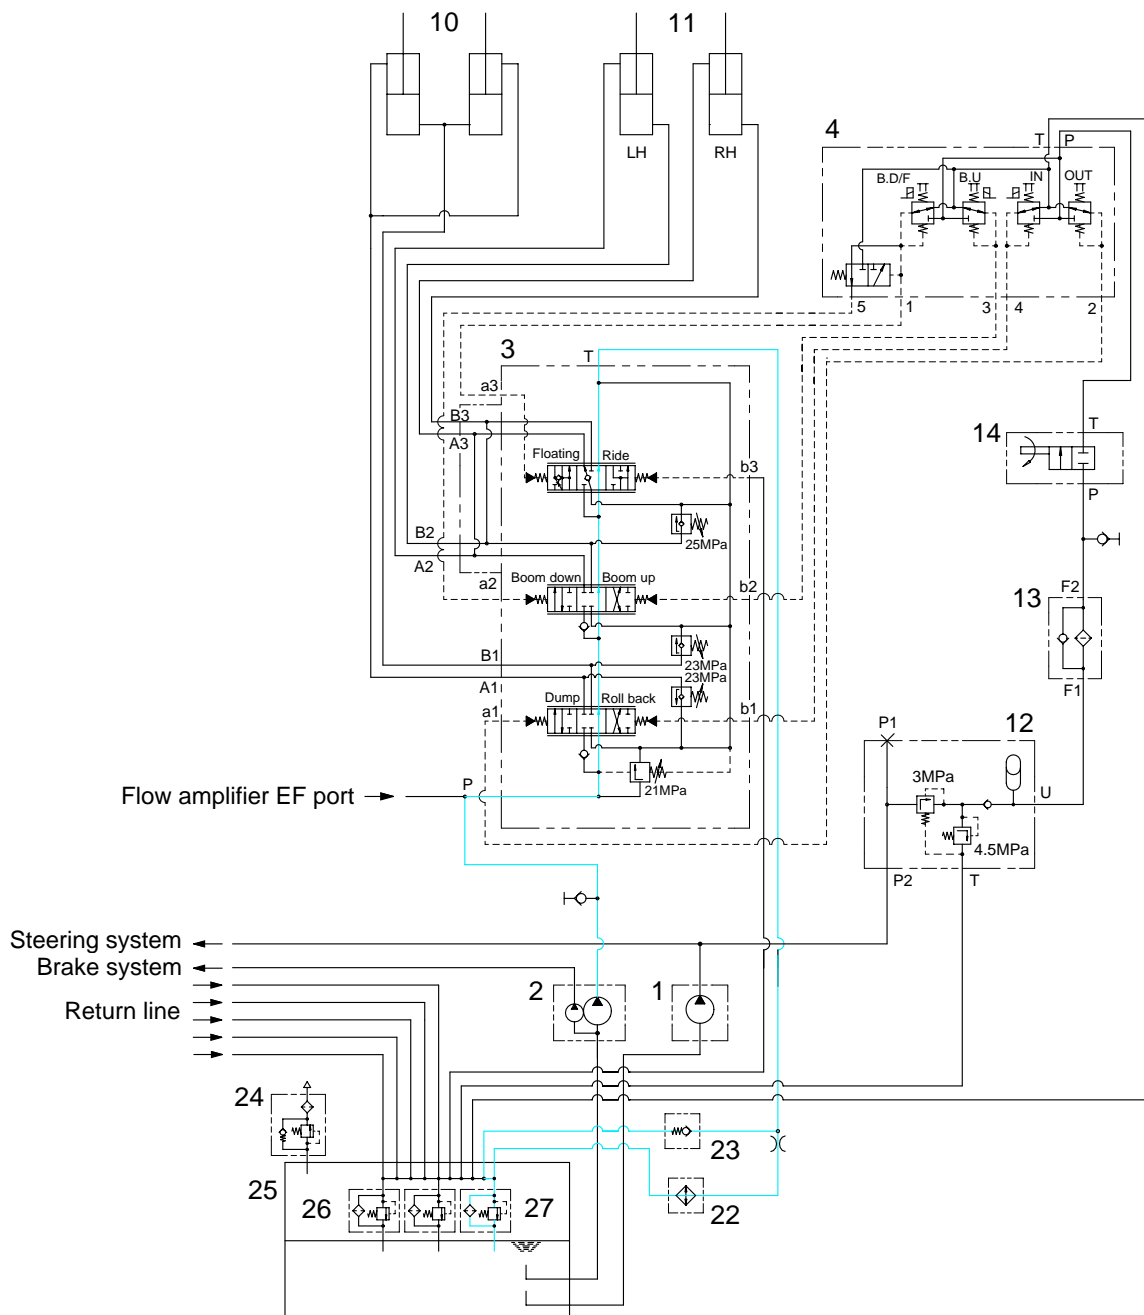 10
11
LH
RH
4
T
P
B.D/F
B.U
IN
OUT
5
1
3
4
2
3
T
a3
B3
A3
Floating
Ride
b3
B2
25MPa
A2
Boom down
Boom up
a2
b2
23MPa
B1
23MPa
A1
Dump
Roll back
a1
b1
P
Flow amplifier EF port
21MPa
14
T
P
F2
13
F1
P1
12
3MPa
U
4.5MPa
P2
T
Steering system
Brake system
2
1
Return line
24
23
25
26
27
22